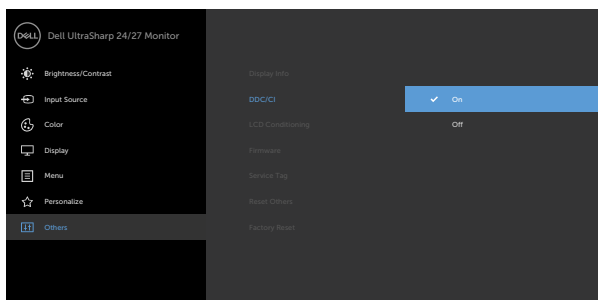 DELL
Dell UltraSharp 24/27 Monitor
Brightness/Contrast
Input Source
Color
Display
Menu
Personalize
Others
Display Info
DDC/CI
LCD Conditioning
Firmware
Service Tag
Reset Others
Factory Reset
On
Off